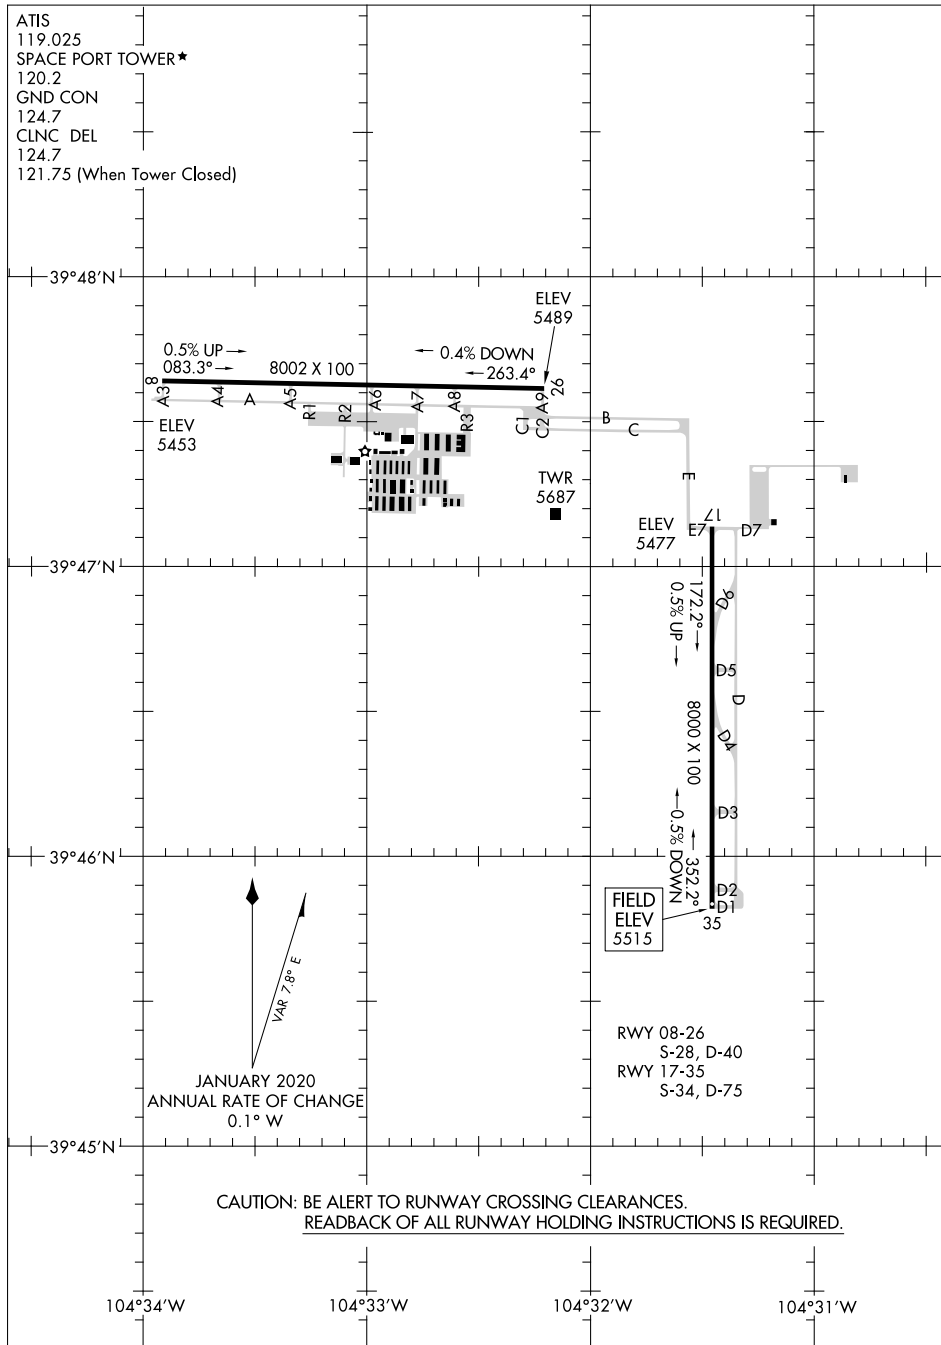 ATIS
119.025
SPACE PORT TOWER★
120.2
GND CON
124.7
CLNC DEL
124.7
121.75 (When Tower Closed)
39°48'N
ELEV
5489
0.5% UP →
← 0.4% DOWN
083.3° →
8002 X 100
← 263.4°
8
26
A3
A4
A
A5
R1
R2
A6
A7
A8
R3
C1
A9
C2
B
C
ELEV
5453
E
TWR
5687
ELEV
5477
E7
17
D7
39°47'N
172.2° →
0.5% UP →
D6
D5
D
8000 X 100
D4
D3
← 0.5% DOWN
← 352.2°
39°46'N
D2
D1
35
FIELD
ELEV
5515
VAR 7.8° E
JANUARY 2020
ANNUAL RATE OF CHANGE
0.1° W
RWY 08-26
S-28, D-40
RWY 17-35
S-34, D-75
39°45'N
CAUTION: BE ALERT TO RUNWAY CROSSING CLEARANCES.
READBACK OF ALL RUNWAY HOLDING INSTRUCTIONS IS REQUIRED.
104°34'W
104°33'W
104°32'W
104°31'W